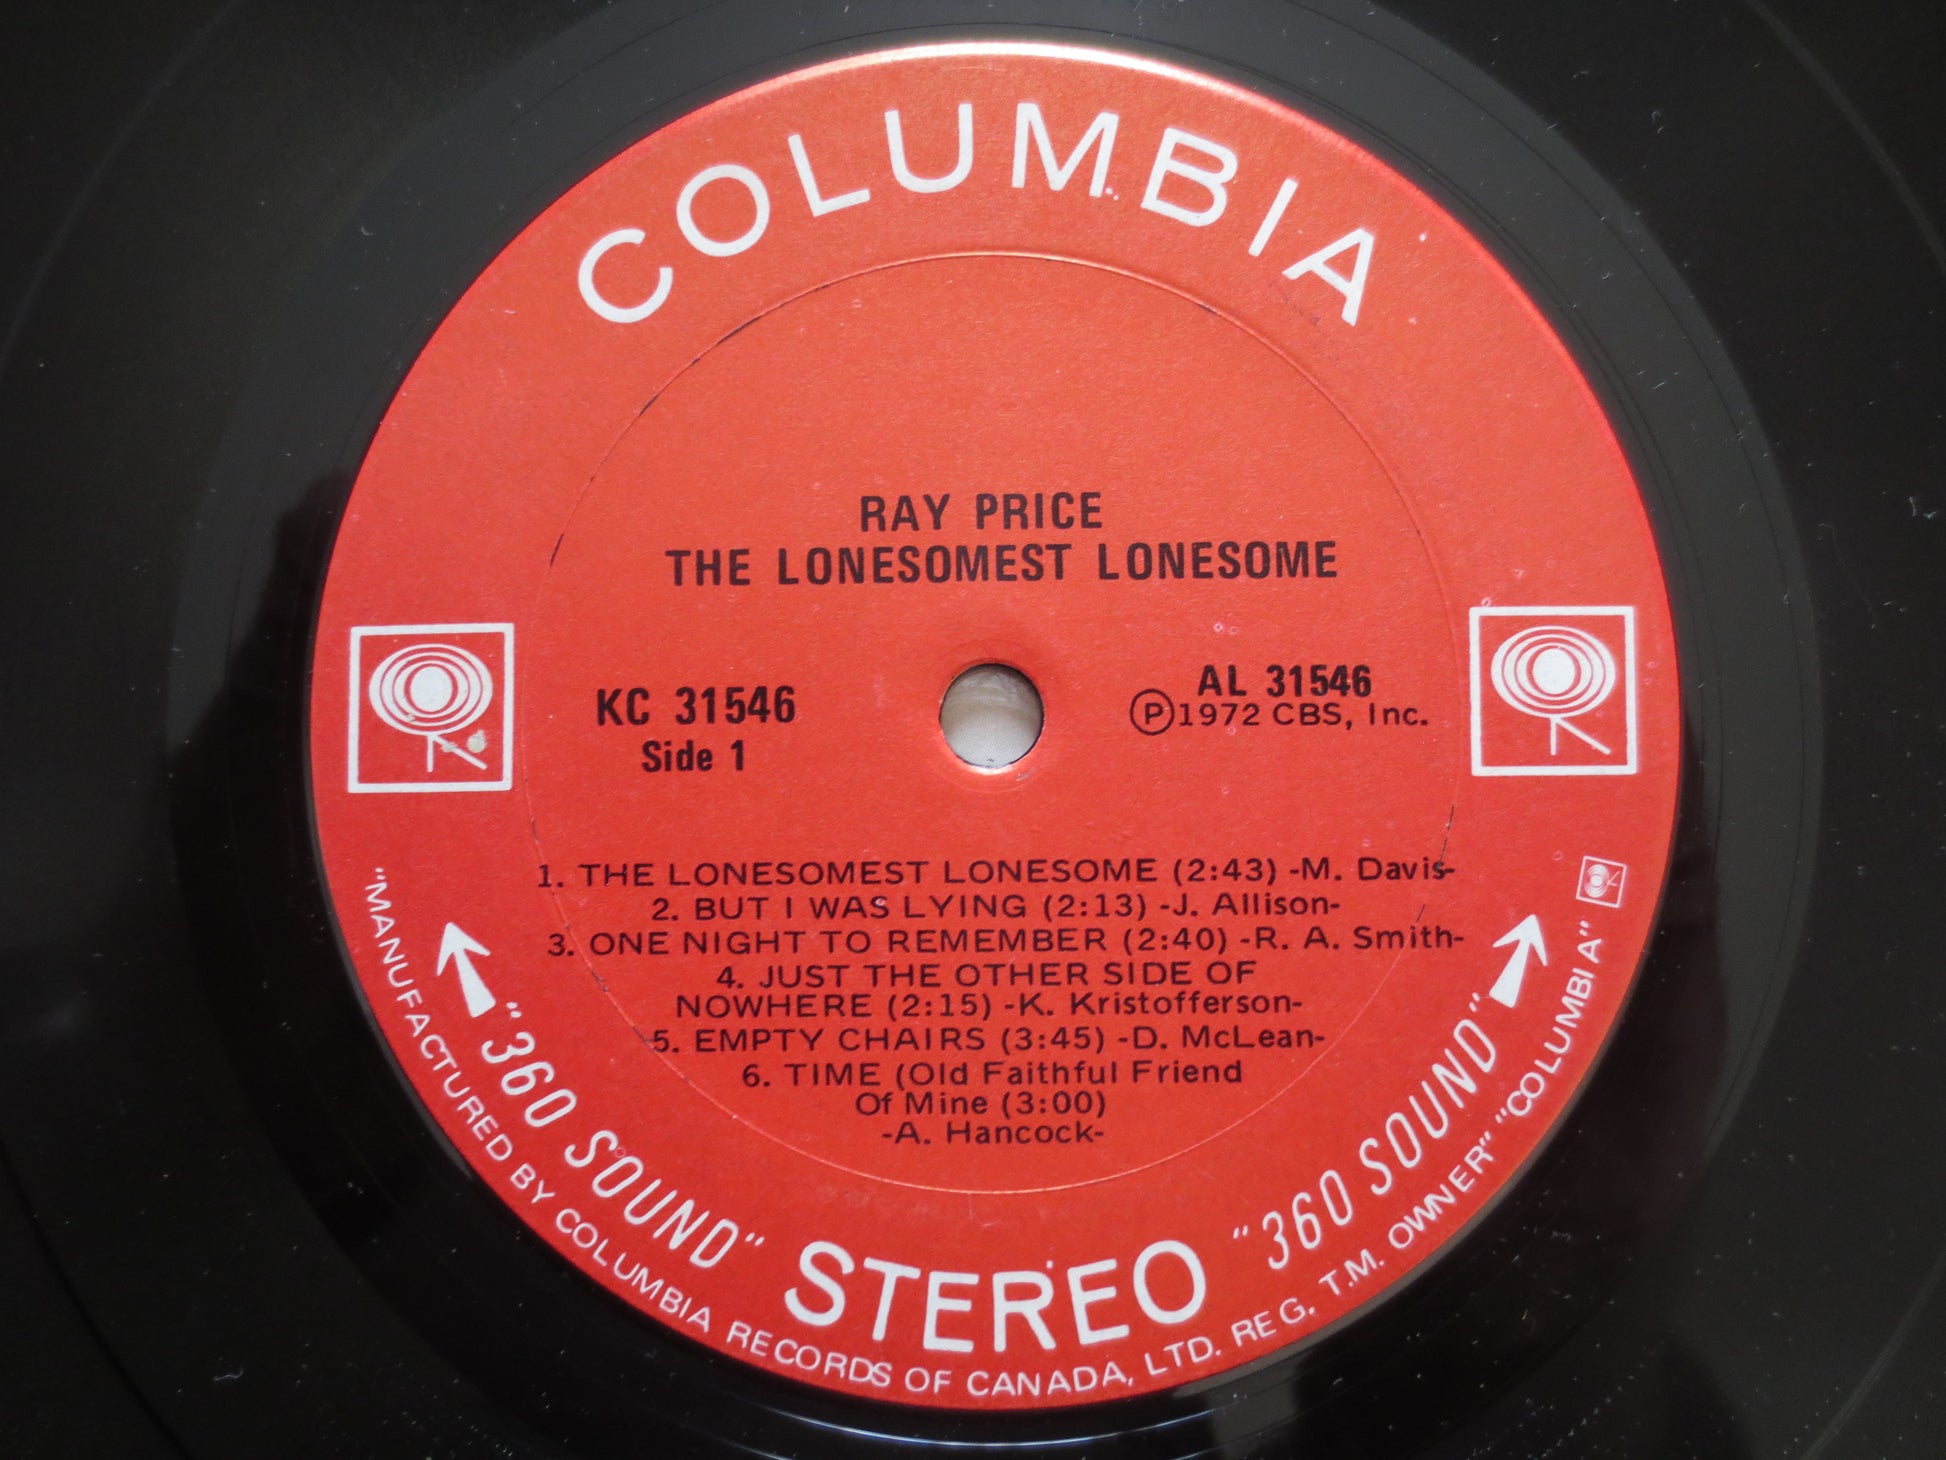 COLUMBIA
RAY PRICE
THE LONESOMEST LONESOME
KC 31546
Side 1
AL 31546
Ⓟ1972 CBS, Inc.
1. THE LONESOMEST LONESOME (2:43) -M. Davis-
2. BUT I WAS LYING (2:13) -J. Allison-
3. ONE NIGHT TO REMEMBER (2:40) -R. A. Smith-
4. JUST THE OTHER SIDE OF
NOWHERE (2:15) -K. Kristofferson-
5. EMPTY CHAIRS (3:45) -D. McLean-
6. TIME (Old Faithful Friend
Of Mine (3:00)
-A. Hancock-
"360 SOUND" STEREO "360 SOUND"
"MANUFACTURED BY COLUMBIA RECORDS OF CANADA, LTD. REG. T.M. OWNER" "COLUMBIA"